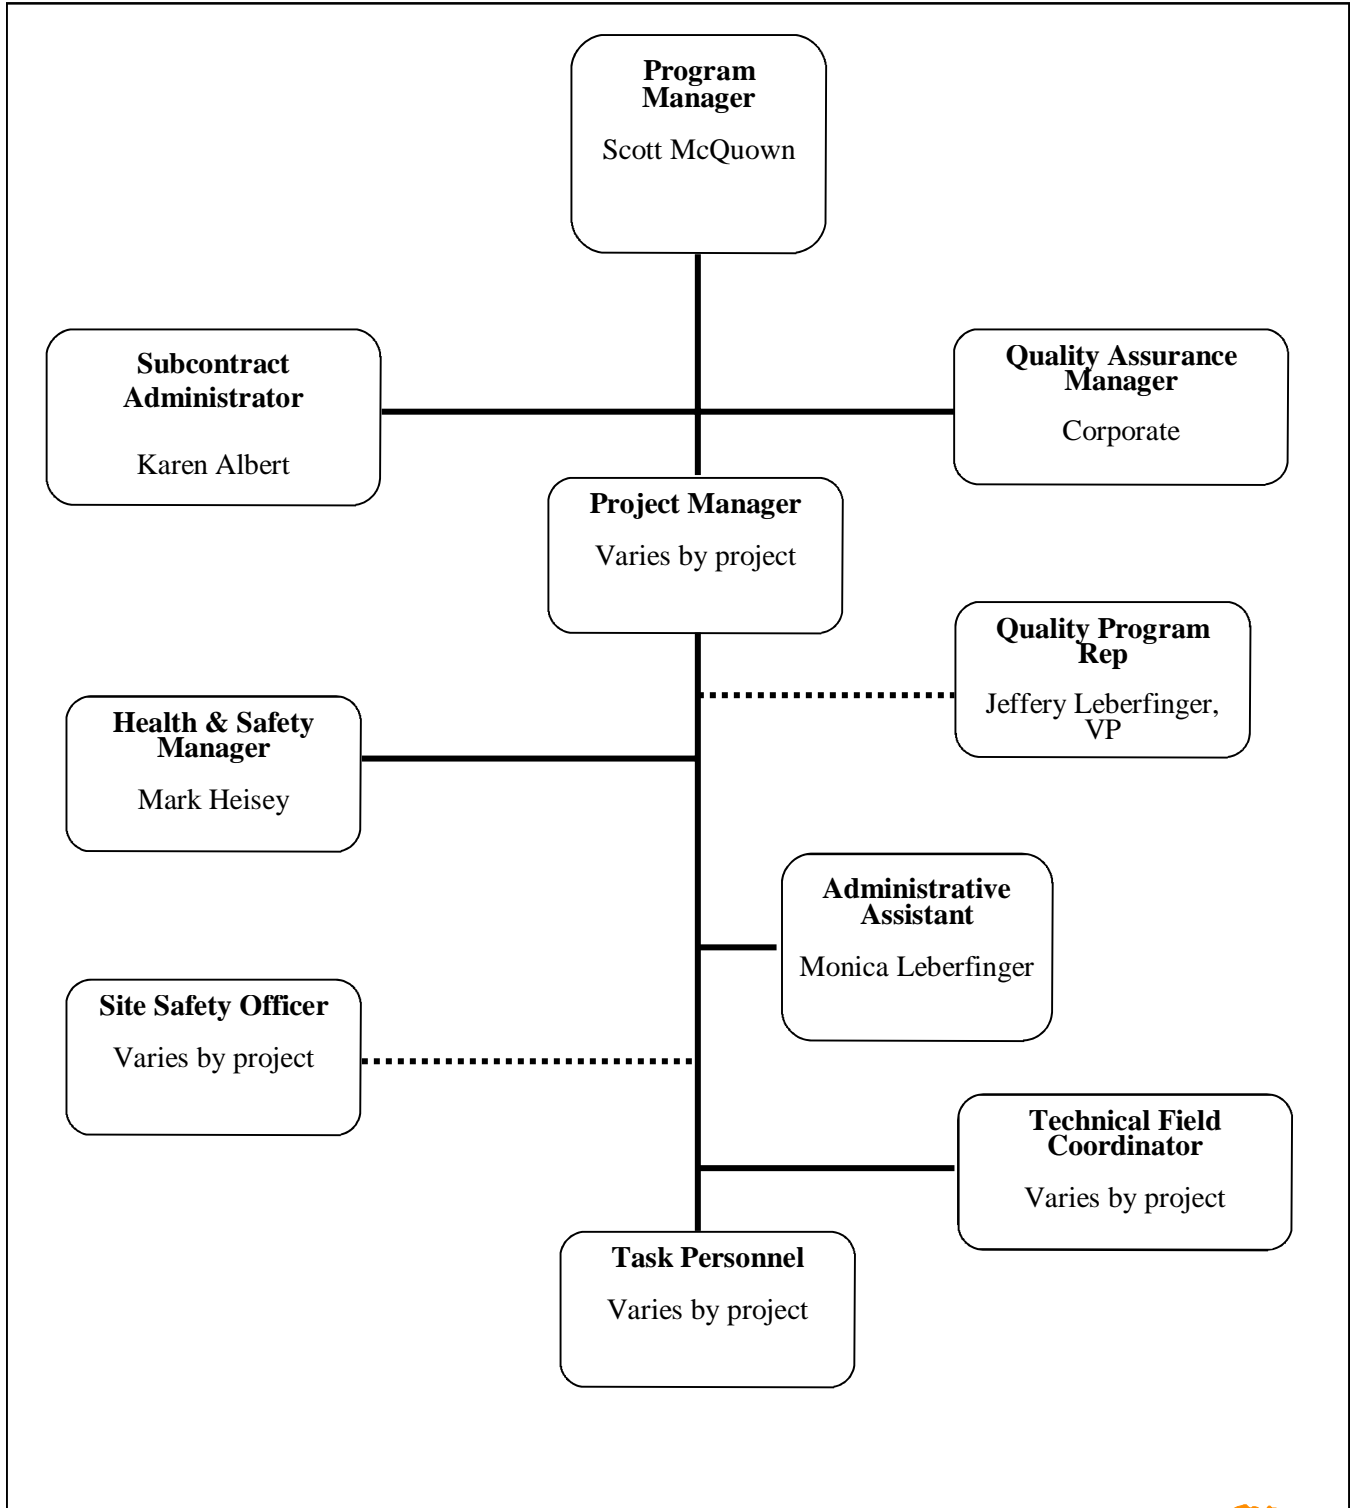 Program
Manager
Scott McQuown
Subcontract
Administrator
Karen Albert
Quality Assurance
Manager
Corporate
Project Manager
Varies by project
Quality Program
Rep
Jeffery Leberfinger,
VP
Health & Safety
Manager
Mark Heisey
Administrative
Assistant
Monica Leberfinger
Site Safety Officer
Varies by project
Technical Field
Coordinator
Varies by project
Task Personnel
Varies by project